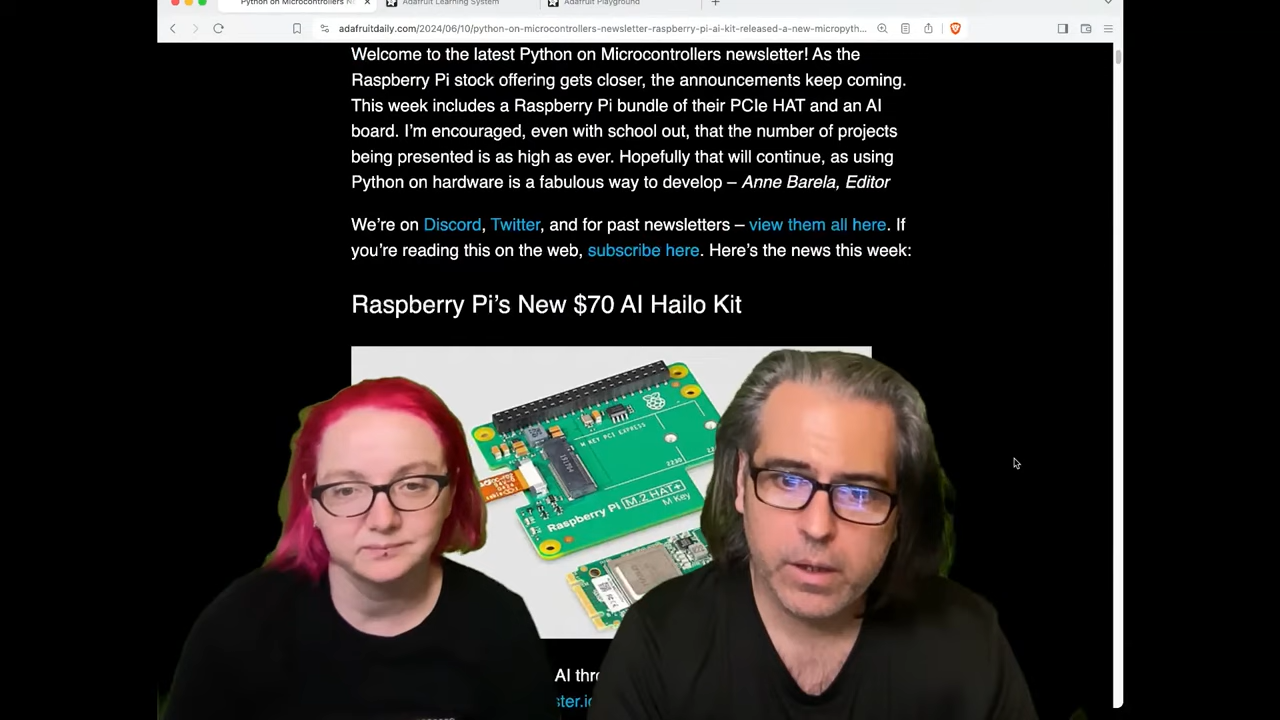 Python on Microcontrollers N
Adafruit Learning System
Adafruit Playground
adafruitdaily.com/2024/06/10/python-on-microcontrollers-newsletter-raspberry-pi-ai-kit-released-a-new-micropyth...
Welcome to the latest Python on Microcontrollers newsletter! As the
Raspberry Pi stock offering gets closer, the announcements keep coming.
This week includes a Raspberry Pi bundle of their PCIe HAT and an AI
board. I'm encouraged, even with school out, that the number of projects
being presented is as high as ever. Hopefully that will continue, as using
Python on hardware is a fabulous way to develop – Anne Barela, Editor
We're on Discord, Twitter, and for past newsletters – view them all here. If
you're reading this on the web, subscribe here. Here's the news this week:
Raspberry Pi's New $70 AI Hailo Kit
M KEY PCI EXPRESS
2230
Raspberry Pi M.2 HAT+
M Key
AI thr
ster.i